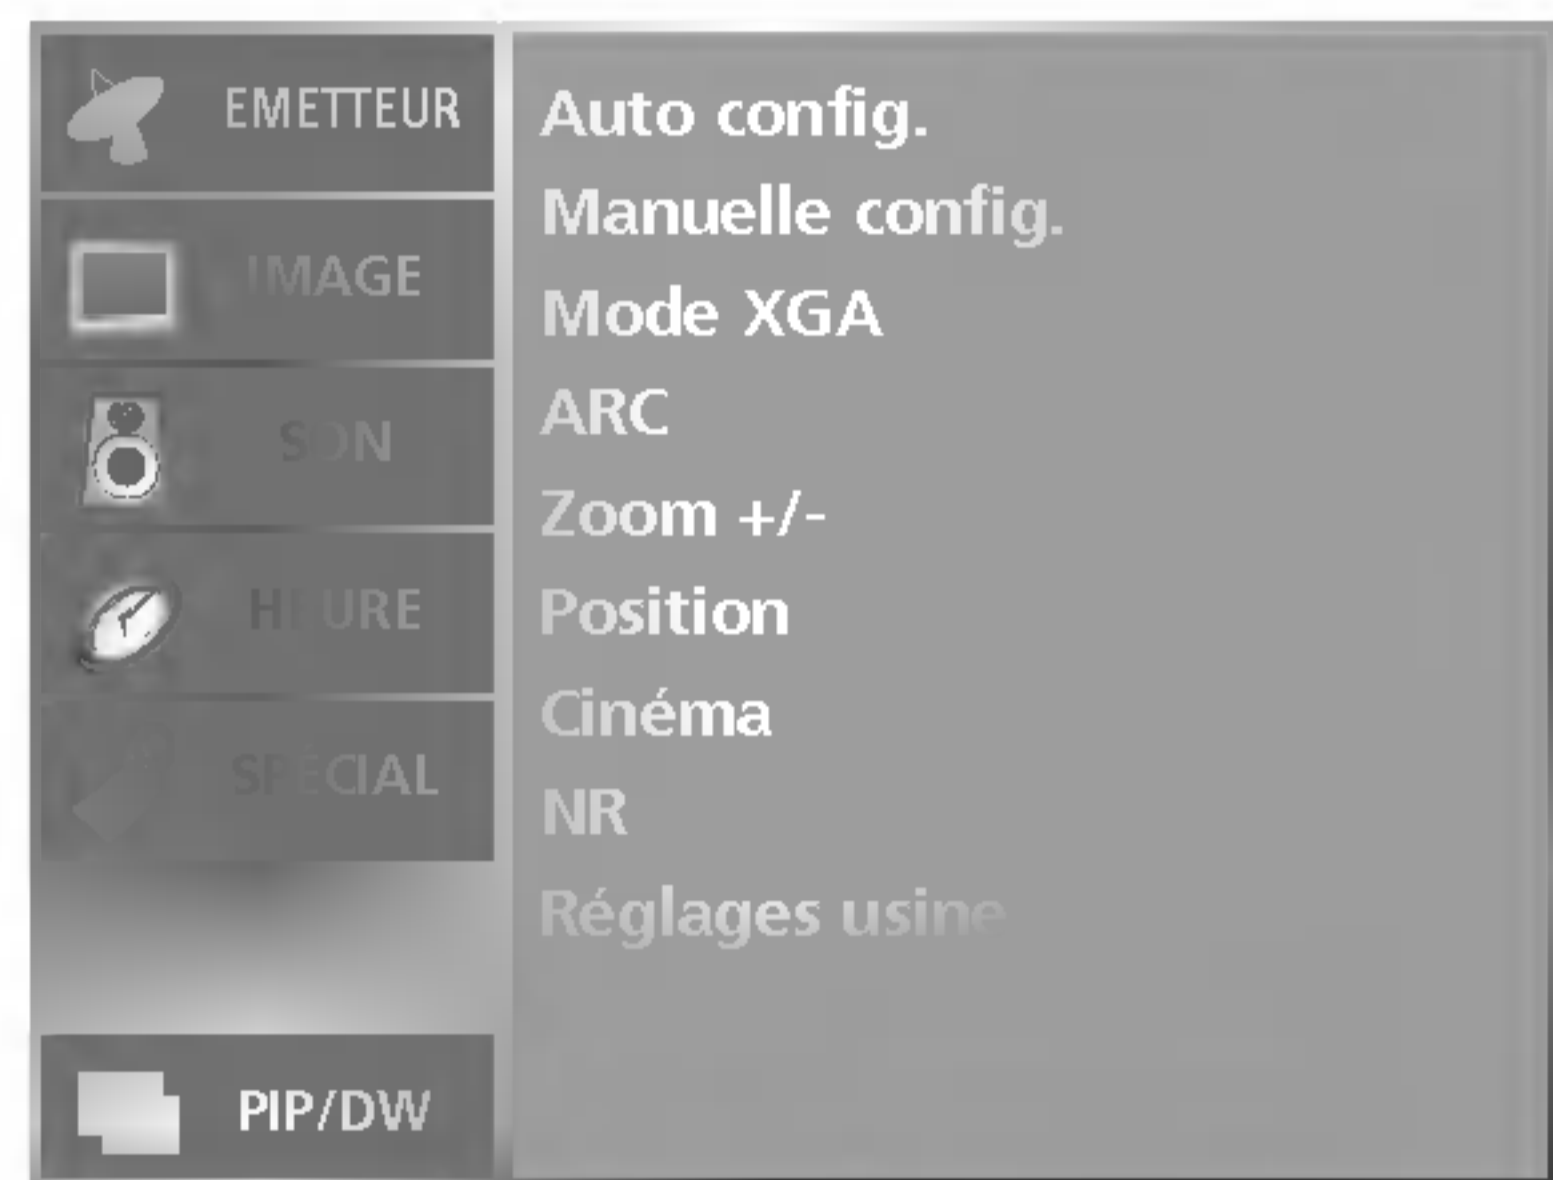 EMETTEUR
IMAGE
SON
HEURE
SPÉCIAL
PIP/DW
Auto config.
Manuelle config.
Mode XGA
ARC
Zoom +/-
Position
Cinéma
NR
Réglages usine